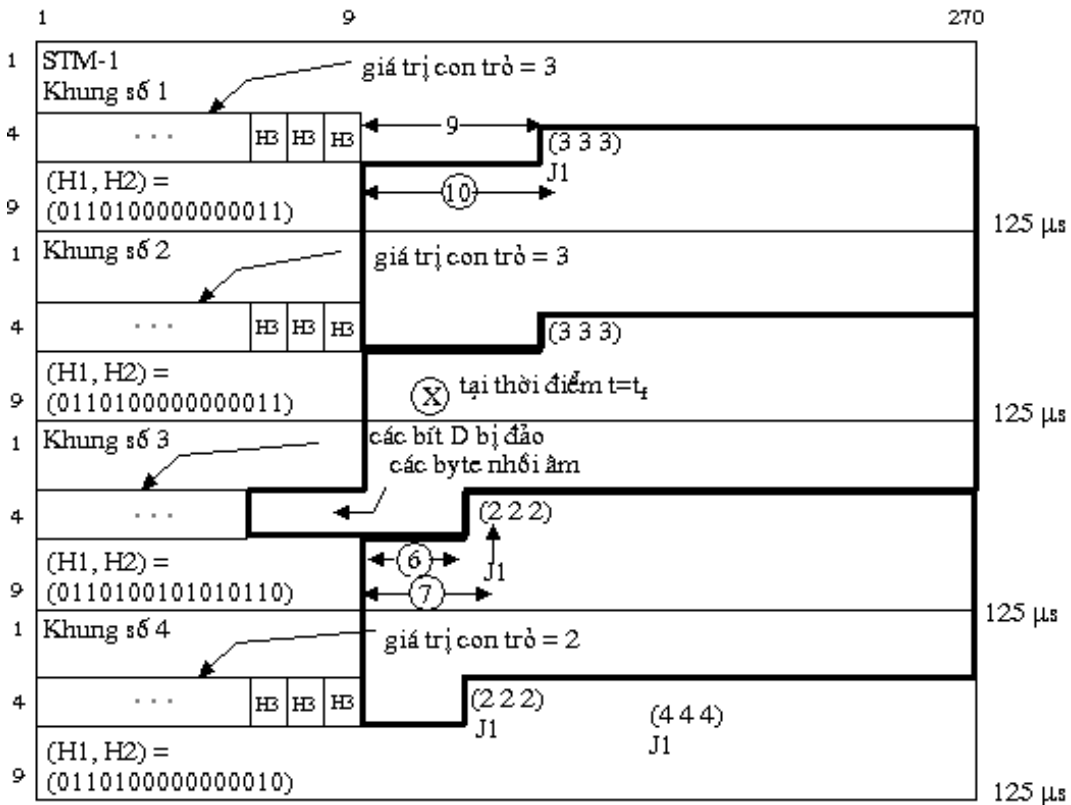 1 9 270
1 STM-1
Khung số 1
giá trị con trỏ = 3
4 · · · H3 H3 H3 9 (3 3 3)
J1
(H1, H2) =
(0110100000000011)
10
9
125 µs
1 Khung số 2
giá trị con trỏ = 3
4 · · · H3 H3 H3 (3 3 3)
(H1, H2) =
(0110100000000011)
X tại thời điểm t=tf
9
125 µs
1 Khung số 3
các bít D bị đảo
các byte nhồi âm
4 · · · (2 2 2)
6 J1
(H1, H2) =
(0110100101010110)
7
9
125 µs
1 Khung số 4
giá trị con trỏ = 2
4 · · · H3 H3 H3 (2 2 2)
J1
(4 4 4)
J1
(H1, H2) =
(0110100000000010)
9
125 µs